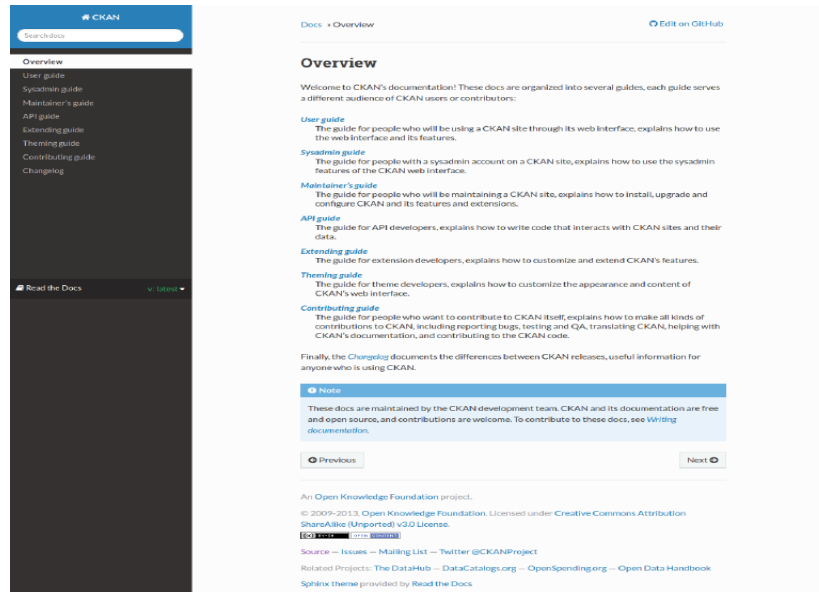 CKAN
Search docs
Overview
User guide
Sysadmin guide
Maintainer's guide
API guide
Extending guide
Theming guide
Contributing guide
Changelog
Read the Docs
v: latest
Docs » Overview
Edit on GitHub
Overview
Welcome to CKAN's documentation! These docs are organized into several guides, each guide serves
a different audience of CKAN users or contributors:
User guide
The guide for people who will be using a CKAN site through its web interface, explains how to use
the web interface and its features.
Sysadmin guide
The guide for people with a sysadmin account on a CKAN site, explains how to use the sysadmin
features of the CKAN web interface.
Maintainer's guide
The guide for people who will be maintaining a CKAN site, explains how to install, upgrade and
configure CKAN and its features and extensions.
API guide
The guide for API developers, explains how to write code that interacts with CKAN sites and their
data.
Extending guide
The guide for extension developers, explains how to customize and extend CKAN's features.
Theming guide
The guide for theme developers, explains how to customize the appearance and content of
CKAN's web interface.
Contributing guide
The guide for people who want to contribute to CKAN itself, explains how to make all kinds of
contributions to CKAN, including reporting bugs, testing and QA, translating CKAN, helping with
CKAN's documentation, and contributing to the CKAN code.
Finally, the Changelog documents the differences between CKAN releases, useful information for
anyone who is using CKAN.
Note
These docs are maintained by the CKAN development team. CKAN and its documentation are free
and open source, and contributions are welcome. To contribute to these docs, see Writing
documentation.
Previous
Next
An Open Knowledge Foundation project.
© 2009-2013, Open Knowledge Foundation. Licensed under Creative Commons Attribution
ShareAlike (Unported) v3.0 License.
Source — Issues — Mailing List — Twitter @CKANProject
Related Projects: The DataHub — DataCatalogs.org — OpenSpending.org — Open Data Handbook
Sphinx theme provided by Read the Docs